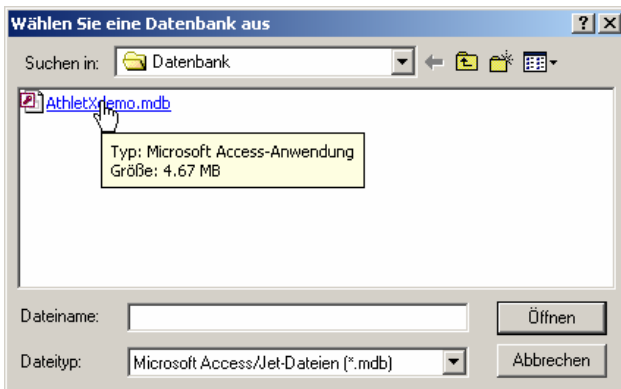 Wählen Sie eine Datenbank aus
Suchen in: Datenbank
AthletXdemo.mdb
Typ: Microsoft Access-Anwendung
Größe: 4.67 MB
Dateiname: Öffnen
Dateityp: Microsoft Access/Jet-Dateien (*.mdb) Abbrechen